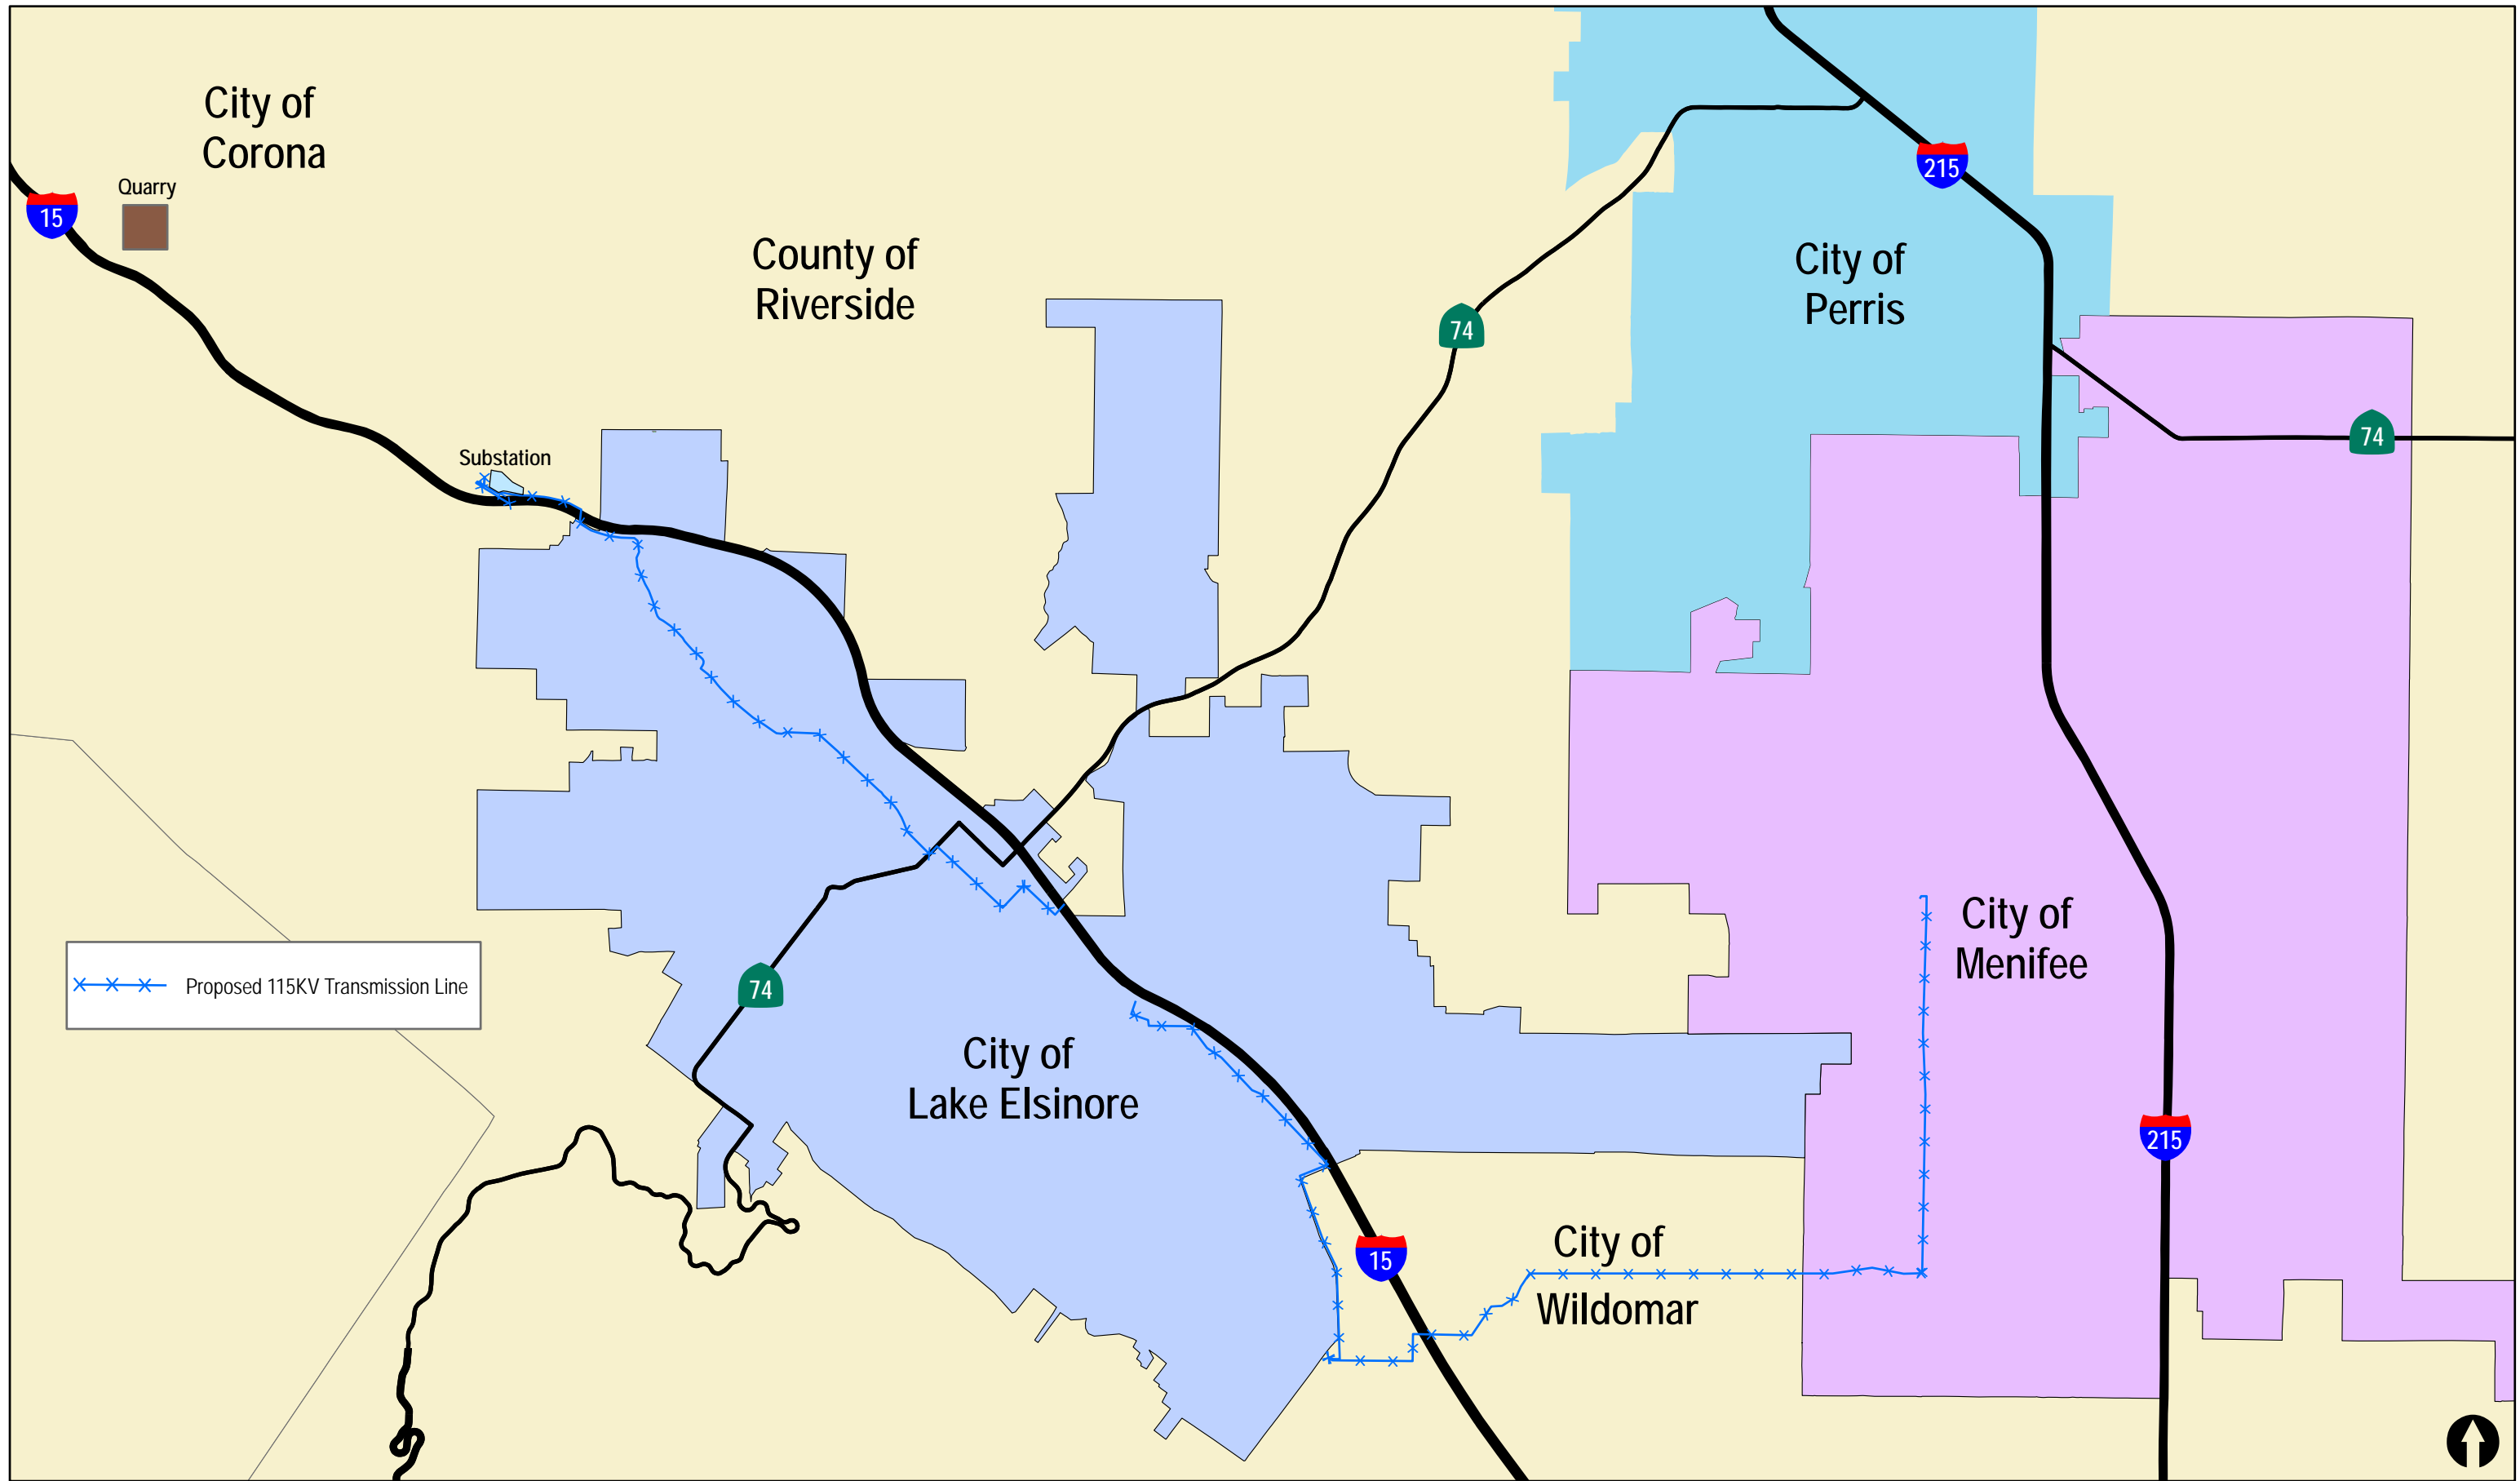 City of
Corona
Quarry
15
215
County of
Riverside
City of
Perris
74
74
Substation
City of
Menifee
Proposed 115KV Transmission Line
74
City of
Lake Elsinore
215
City of
Wildomar
15